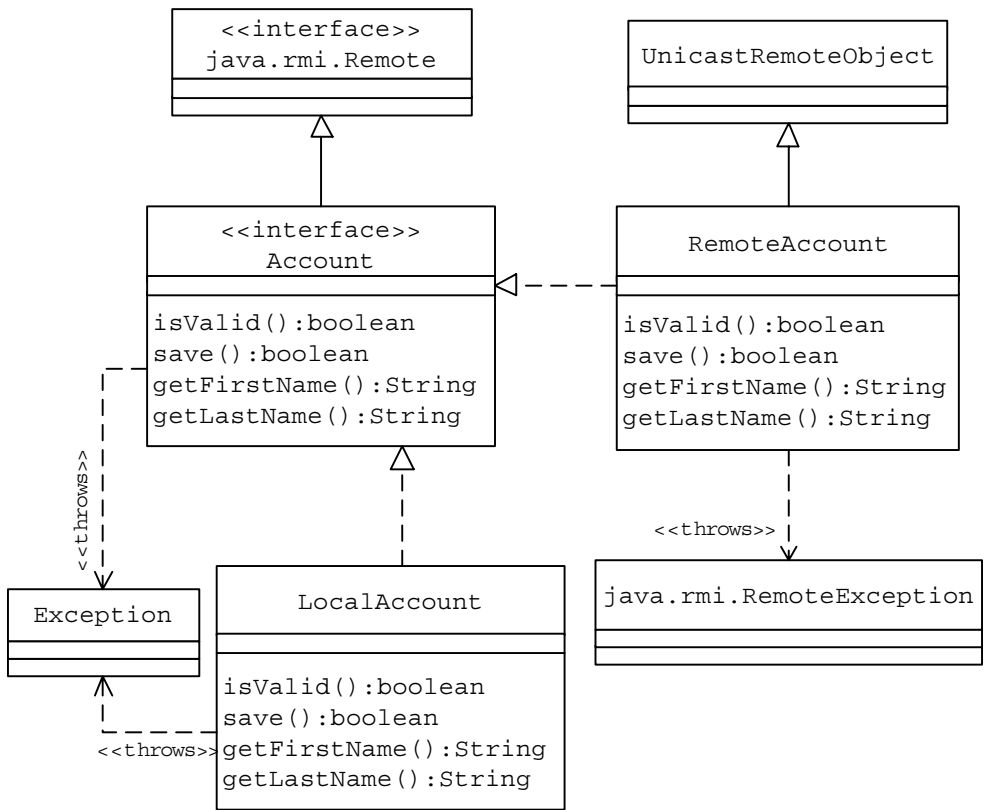 <<interface>>
java.rmi.Remote
UnicastRemoteObject
<<interface>>
Account
isValid():boolean
save():boolean
getFirstName():String
getLastName():String
RemoteAccount
isValid():boolean
save():boolean
getFirstName():String
getLastName():String
<<throws>>
<<throws>>
Exception
LocalAccount
isValid():boolean
save():boolean
getFirstName():String
getLastName():String
java.rmi.RemoteException
<<throws>>